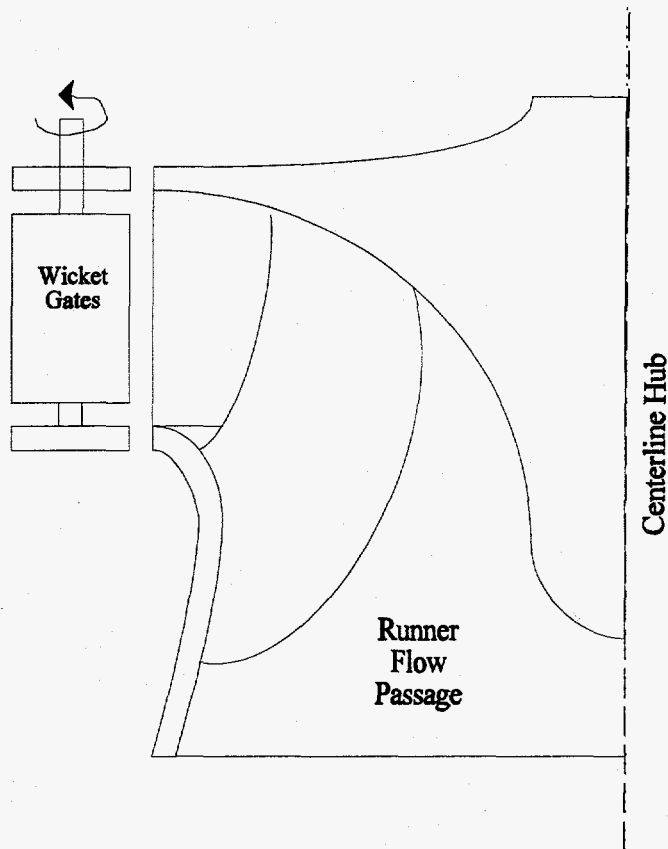 Wicket
Gates
Centerline Hub
Runner
Flow
Passage